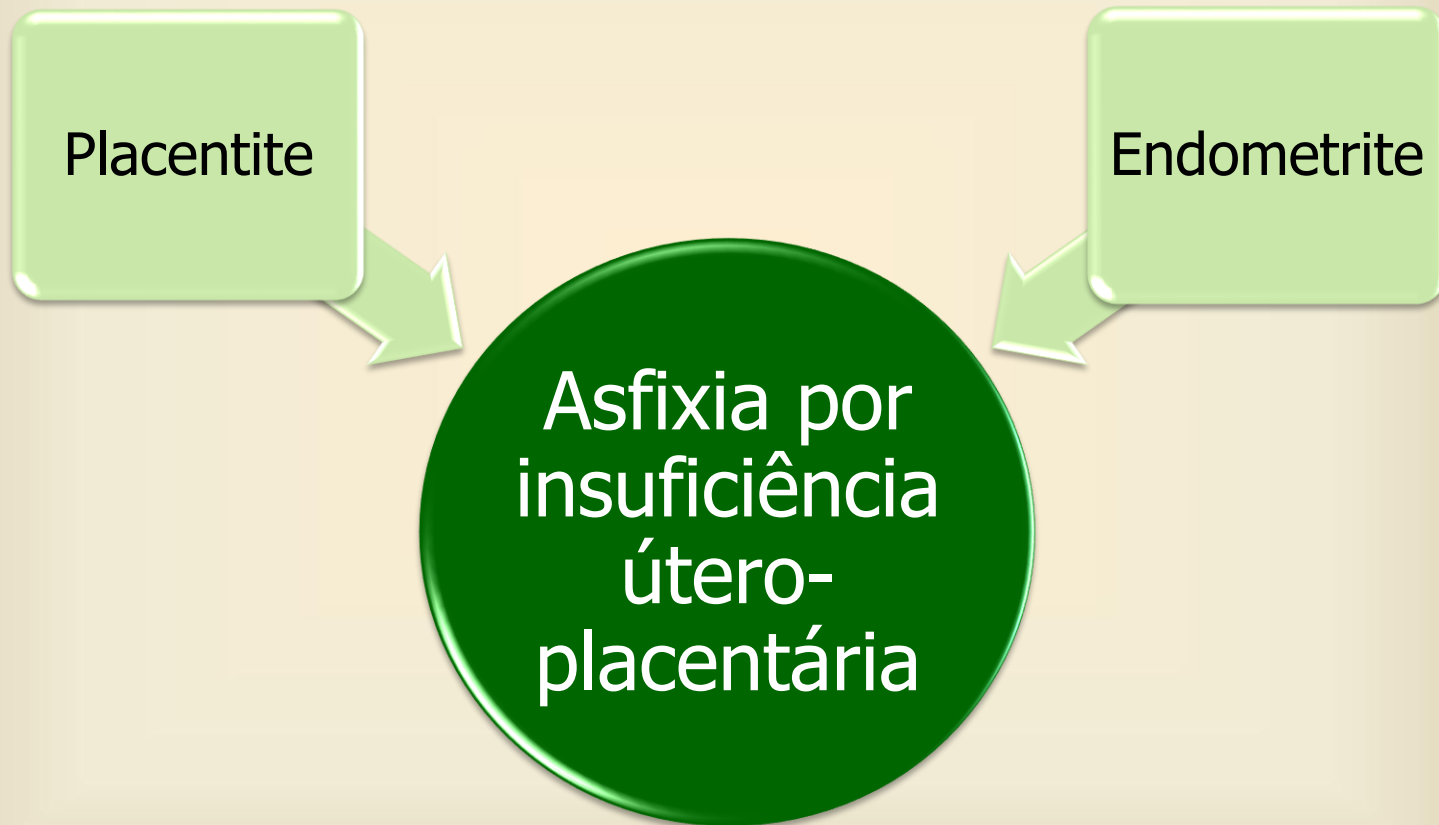 Placentite
Endometrite
Asfixia por
insuficiência
útero-
placentária